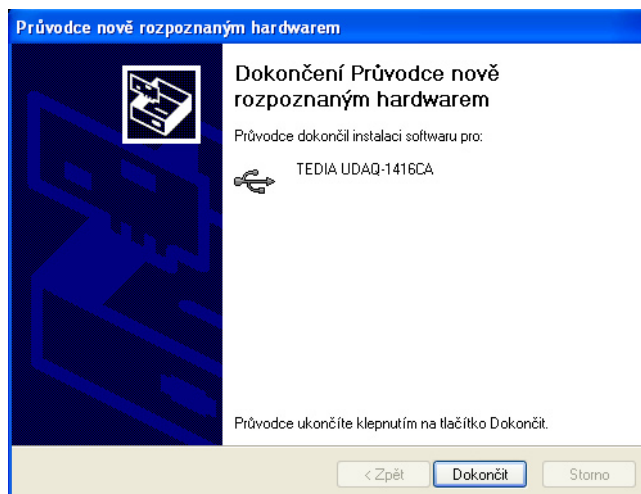 Průvodce nově rozpoznaným hardwarem
Dokončení Průvodce nově
rozpoznaným hardwarem
Průvodce dokončil instalaci softwaru pro:
TEDIA UDAQ-1416CA
Průvodce ukončíte klepnutím na tlačítko Dokončit.
< Zpět
Dokončit
Storno